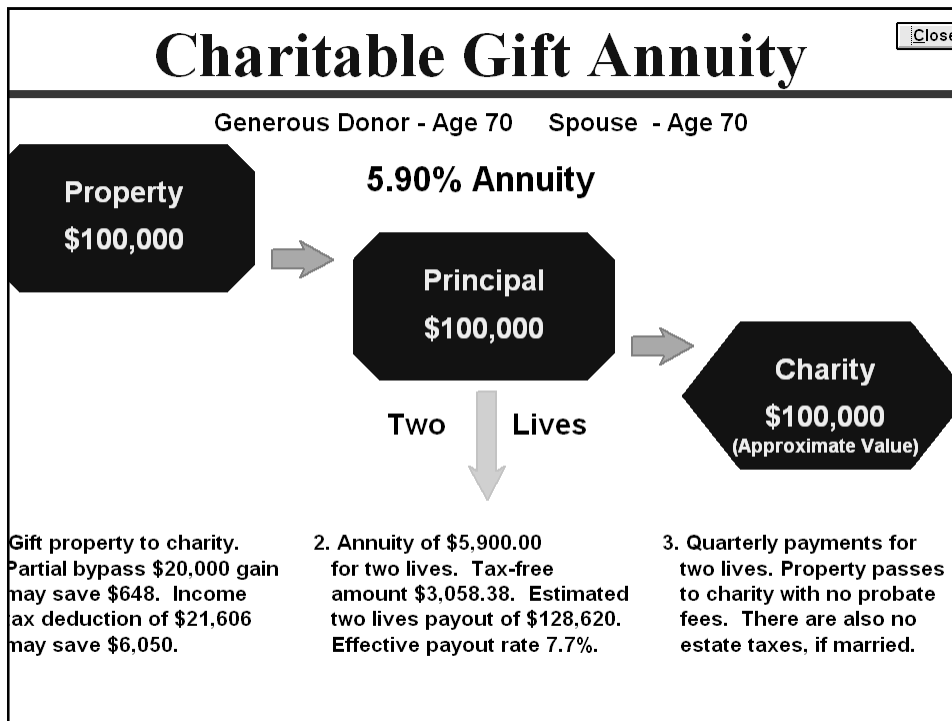 Charitable Gift Annuity
Close
Generous Donor - Age 70 Spouse - Age 70
5.90% Annuity
Property
$100,000
Principal
$100,000
Charity
$100,000
(Approximate Value)
Two Lives
Gift property to charity.
Partial bypass $20,000 gain
may save $648. Income
tax deduction of $21,606
may save $6,050.
2. Annuity of $5,900.00
for two lives. Tax-free
amount $3,058.38. Estimated
two lives payout of $128,620.
Effective payout rate 7.7%.
3. Quarterly payments for
two lives. Property passes
to charity with no probate
fees. There are also no
estate taxes, if married.